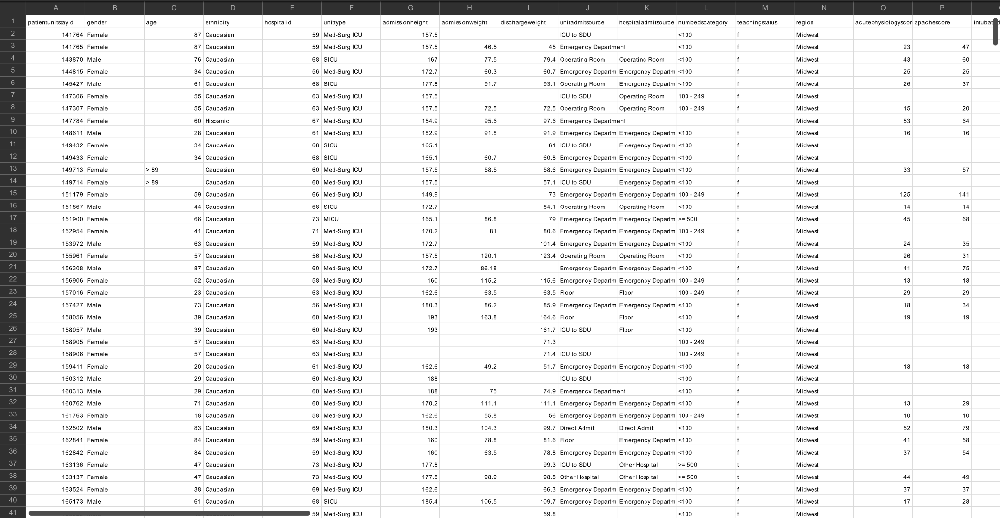 A B C D E F G H I J K L M N O P
1 patientunitstayid gender age ethnicity hospitalid unittype admissionheight admissionweight dischargeweight unitadmitsource hospitaladmitsource numbedscategory teachingstatus region acutephysiologyscor apachescore
2 141764 Female 87 Caucasian 59 Med-Surg ICU 157.5 ICU to SDU <100 f Midwest
3 141765 Female 87 Caucasian 59 Med-Surg ICU 157.5 46.5 45 Emergency Department <100 f Midwest 23 47
4 143870 Male 76 Caucasian 68 SICU 167 77.5 79.4 Operating Room Operating Room <100 f Midwest 43 60
5 144815 Female 34 Caucasian 56 Med-Surg ICU 172.7 60.3 60.7 Emergency Departm Emergency Departm <100 f Midwest 25 25
6 145427 Male 61 Caucasian 68 SICU 177.8 91.7 93.1 Operating Room Emergency Departm <100 f Midwest 26 37
7 147306 Female 55 Caucasian 63 Med-Surg ICU 157.5 ICU to SDU Operating Room 100 - 249 f Midwest
8 147307 Female 55 Caucasian 63 Med-Surg ICU 157.5 72.5 72.5 Operating Room Operating Room 100 - 249 f Midwest 15 20
9 147784 Female 60 Hispanic 67 Med-Surg ICU 154.9 95.6 97.6 Emergency Department f Midwest 53 64
10 148611 Male 28 Caucasian 61 Med-Surg ICU 182.9 91.8 91.9 Emergency Departm Emergency Departm <100 f Midwest 16 16
11 149432 Female 34 Caucasian 68 SICU 165.1 61 ICU to SDU Emergency Departm <100 f Midwest
12 149433 Female 34 Caucasian 68 SICU 165.1 60.7 60.8 Emergency Departm Emergency Departm <100 f Midwest
13 149713 Female > 89 Caucasian 60 Med-Surg ICU 157.5 58.5 58.6 Emergency Departm Emergency Departm <100 f Midwest 33 57
14 149714 Female > 89 Caucasian 60 Med-Surg ICU 157.5 57.1 ICU to SDU Emergency Departm <100 f Midwest
15 151179 Female 59 Caucasian 66 Med-Surg ICU 149.9 73 Emergency Departm Emergency Departm 100 - 249 f Midwest 125 141
16 151867 Male 44 Caucasian 68 SICU 172.7 84.1 Operating Room Operating Room <100 f Midwest 14 14
17 151900 Female 66 Caucasian 73 MICU 165.1 86.8 79 Emergency Departm Emergency Departm >= 500 t Midwest 45 68
18 152954 Female 41 Caucasian 71 Med-Surg ICU 170.2 81 80.6 Emergency Departm Emergency Departm 100 - 249 f Midwest
19 153972 Male 63 Caucasian 59 Med-Surg ICU 172.7 101.4 Emergency Departm Emergency Departm <100 f Midwest 24 35
20 155961 Female 57 Caucasian 56 Med-Surg ICU 157.5 120.1 123.4 Operating Room Operating Room <100 f Midwest 26 31
21 156308 Male 87 Caucasian 60 Med-Surg ICU 172.7 86.18 Emergency Departm Emergency Departm <100 f Midwest 41 75
22 156906 Female 52 Caucasian 58 Med-Surg ICU 160 115.2 115.6 Emergency Departm Emergency Departm 100 - 249 f Midwest 13 18
23 157016 Female 23 Caucasian 63 Med-Surg ICU 162.6 63.5 63.5 Floor Floor 100 - 249 f Midwest 29 29
24 157427 Male 73 Caucasian 56 Med-Surg ICU 180.3 86.2 85.9 Emergency Departm Emergency Departm <100 f Midwest 18 34
25 158056 Male 39 Caucasian 60 Med-Surg ICU 193 163.8 164.6 Floor Floor <100 f Midwest 19 19
26 158057 Male 39 Caucasian 60 Med-Surg ICU 193 161.7 ICU to SDU Floor <100 f Midwest
27 158905 Female 57 Caucasian 63 Med-Surg ICU 71.3 100 - 249 f Midwest
28 158906 Female 57 Caucasian 63 Med-Surg ICU 71.4 ICU to SDU 100 - 249 f Midwest
29 159411 Female 20 Caucasian 61 Med-Surg ICU 162.6 49.2 51.7 Emergency Departm Emergency Departm <100 f Midwest 18 18
30 160312 Male 29 Caucasian 60 Med-Surg ICU 188 ICU to SDU <100 f Midwest
31 160313 Male 29 Caucasian 60 Med-Surg ICU 188 75 74.9 Emergency Department <100 f Midwest
32 160762 Male 71 Caucasian 60 Med-Surg ICU 170.2 111.1 111.1 Emergency Departm Emergency Departm <100 f Midwest 13 29
33 161763 Female 18 Caucasian 58 Med-Surg ICU 162.6 55.8 56 Emergency Departm Emergency Departm 100 - 249 f Midwest 10 10
34 162502 Male 83 Caucasian 69 Med-Surg ICU 180.3 104.3 99.7 Direct Admit Direct Admit <100 f Midwest 52 79
35 162841 Female 84 Caucasian 59 Med-Surg ICU 160 78.8 81.6 Floor Emergency Departm <100 f Midwest 41 58
36 162842 Female 84 Caucasian 59 Med-Surg ICU 160 63.5 78.8 Emergency Departm Emergency Departm <100 f Midwest 37 54
37 163136 Female 47 Caucasian 73 Med-Surg ICU 177.8 99.3 ICU to SDU Other Hospital >= 500 t Midwest
38 163137 Female 47 Caucasian 73 Med-Surg ICU 177.8 98.9 98.8 Other Hospital Other Hospital >= 500 t Midwest 44 49
39 163524 Female 38 Caucasian 69 Med-Surg ICU 162.6 66.3 Emergency Departm Emergency Departm <100 f Midwest 37 37
40 165173 Male 61 Caucasian 68 SICU 185.4 106.5 109.7 Emergency Departm Emergency Departm <100 f Midwest 17 28
41 59 Med-Surg ICU 59.8 <100 f Midwest